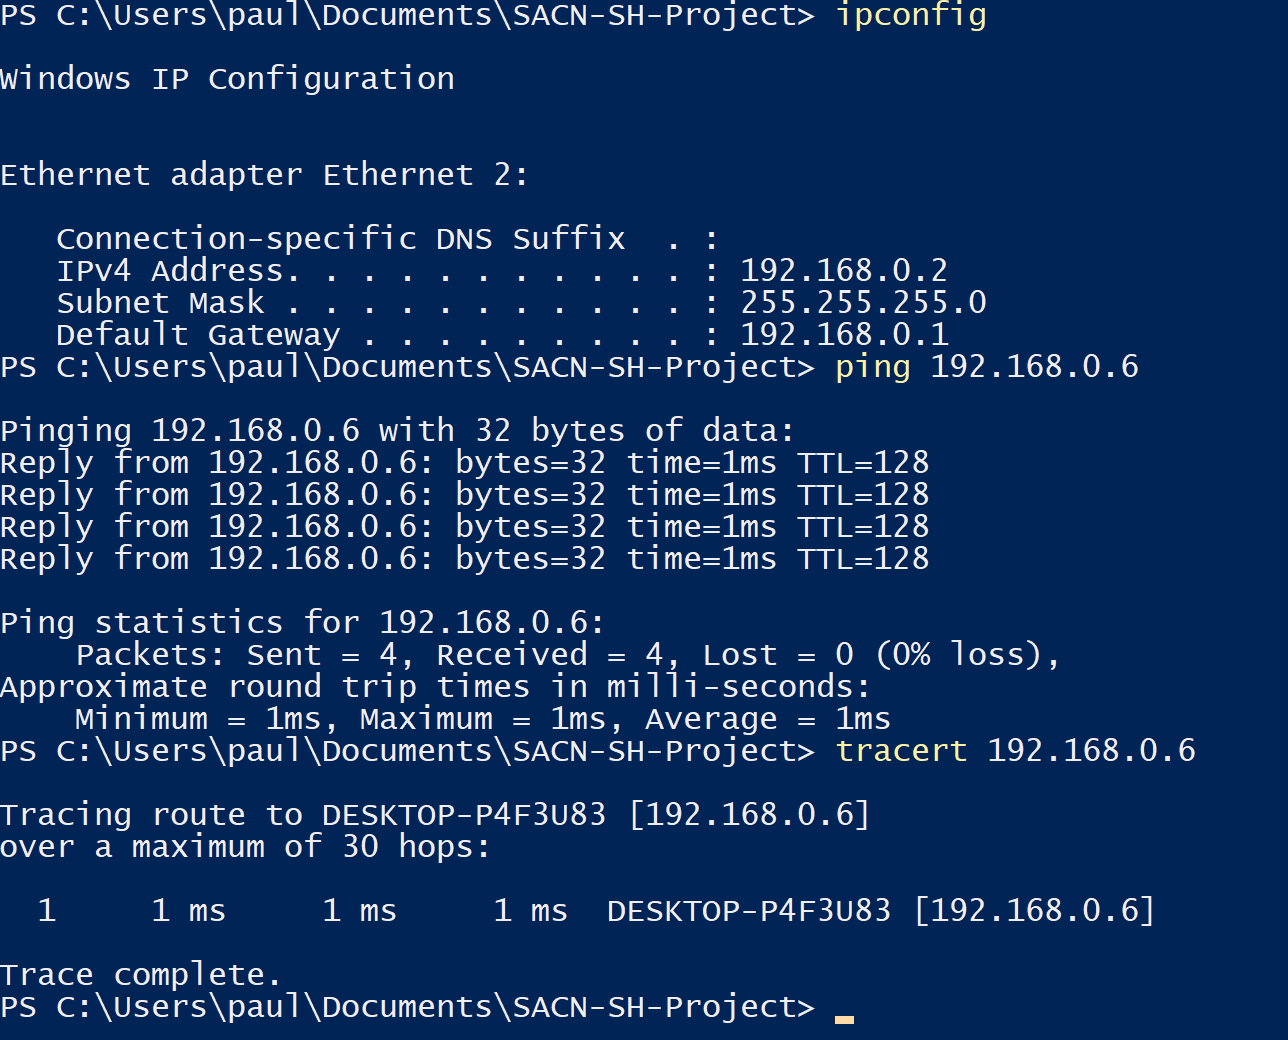 PS C:\Users\paul\Documents\SACN-SH-Project> ipconfig
Windows IP Configuration
Ethernet adapter Ethernet 2:
   Connection-specific DNS Suffix  . :
   IPv4 Address. . . . . . . . . . . : 192.168.0.2
   Subnet Mask . . . . . . . . . . . : 255.255.255.0
   Default Gateway . . . . . . . . . : 192.168.0.1
PS C:\Users\paul\Documents\SACN-SH-Project> ping 192.168.0.6
Pinging 192.168.0.6 with 32 bytes of data:
Reply from 192.168.0.6: bytes=32 time=1ms TTL=128
Reply from 192.168.0.6: bytes=32 time=1ms TTL=128
Reply from 192.168.0.6: bytes=32 time=1ms TTL=128
Reply from 192.168.0.6: bytes=32 time=1ms TTL=128
Ping statistics for 192.168.0.6:
    Packets: Sent = 4, Received = 4, Lost = 0 (0% loss),
Approximate round trip times in milli-seconds:
    Minimum = 1ms, Maximum = 1ms, Average = 1ms
PS C:\Users\paul\Documents\SACN-SH-Project> tracert 192.168.0.6
Tracing route to DESKTOP-P4F3U83 [192.168.0.6]
over a maximum of 30 hops:
  1     1 ms     1 ms     1 ms  DESKTOP-P4F3U83 [192.168.0.6]
Trace complete.
PS C:\Users\paul\Documents\SACN-SH-Project>